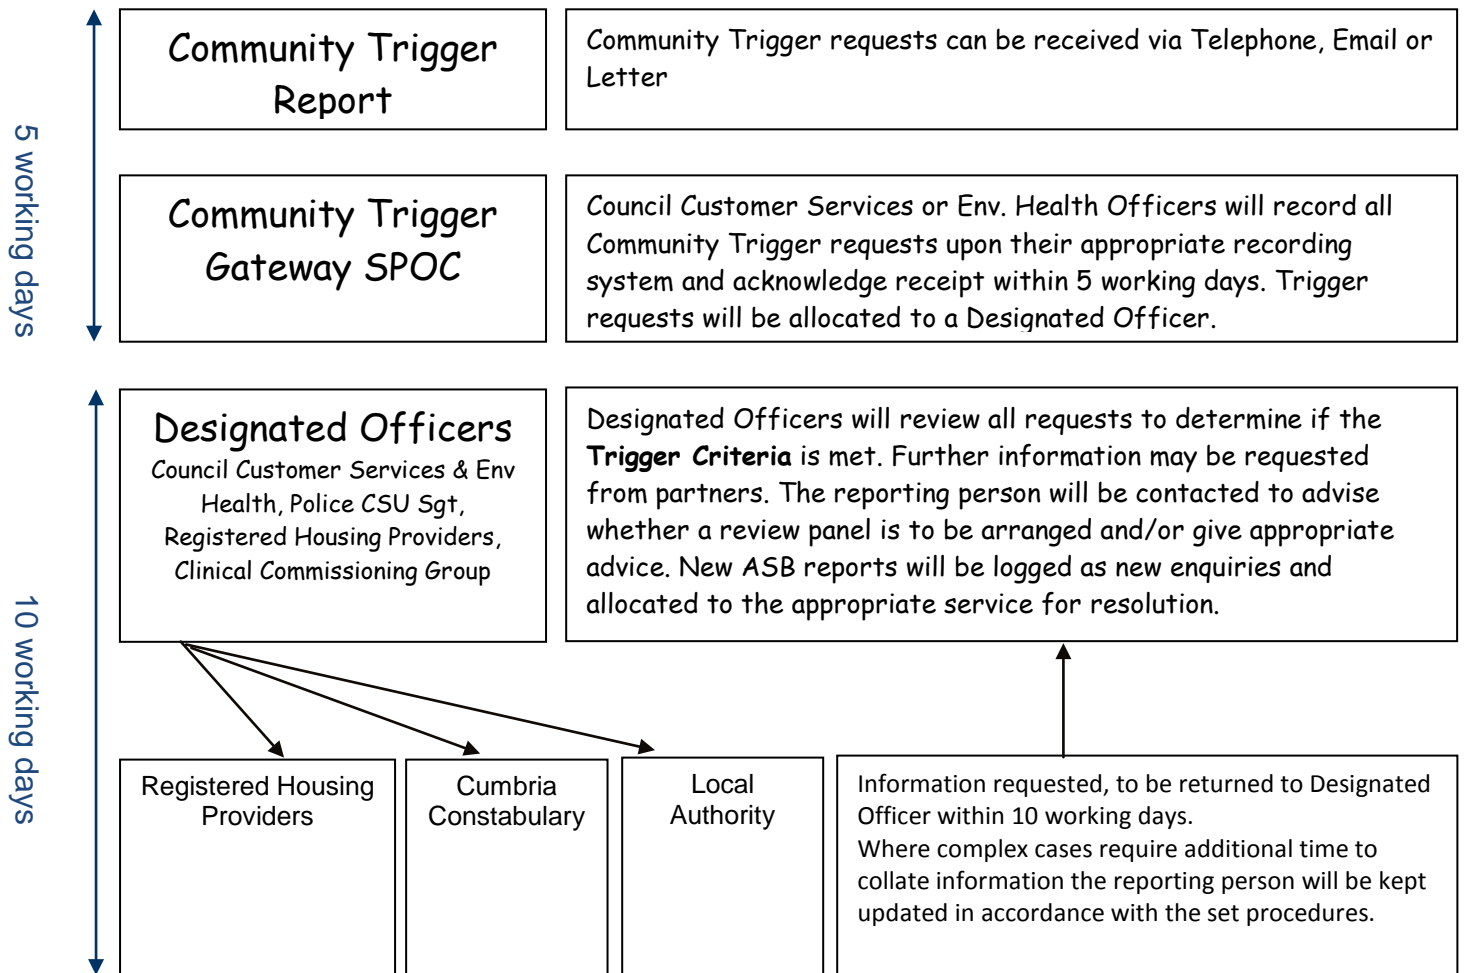 Community Trigger
Report
Community Trigger requests can be received via Telephone, Email or
Letter
5 working days
Community Trigger
Gateway SPOC
Council Customer Services or Env. Health Officers will record all
Community Trigger requests upon their appropriate recording
system and acknowledge receipt within 5 working days. Trigger
requests will be allocated to a Designated Officer.
Designated Officers
Council Customer Services & Env
Health, Police CSU Sgt,
Registered Housing Providers,
Clinical Commissioning Group
Designated Officers will review all requests to determine if the
Trigger Criteria is met. Further information may be requested
from partners. The reporting person will be contacted to advise
whether a review panel is to be arranged and/or give appropriate
advice. New ASB reports will be logged as new enquiries and
allocated to the appropriate service for resolution.
10 working days
Registered Housing
Providers
Cumbria
Constabulary
Local
Authority
Information requested, to be returned to Designated
Officer within 10 working days.
Where complex cases require additional time to
collate information the reporting person will be kept
updated in accordance with the set procedures.